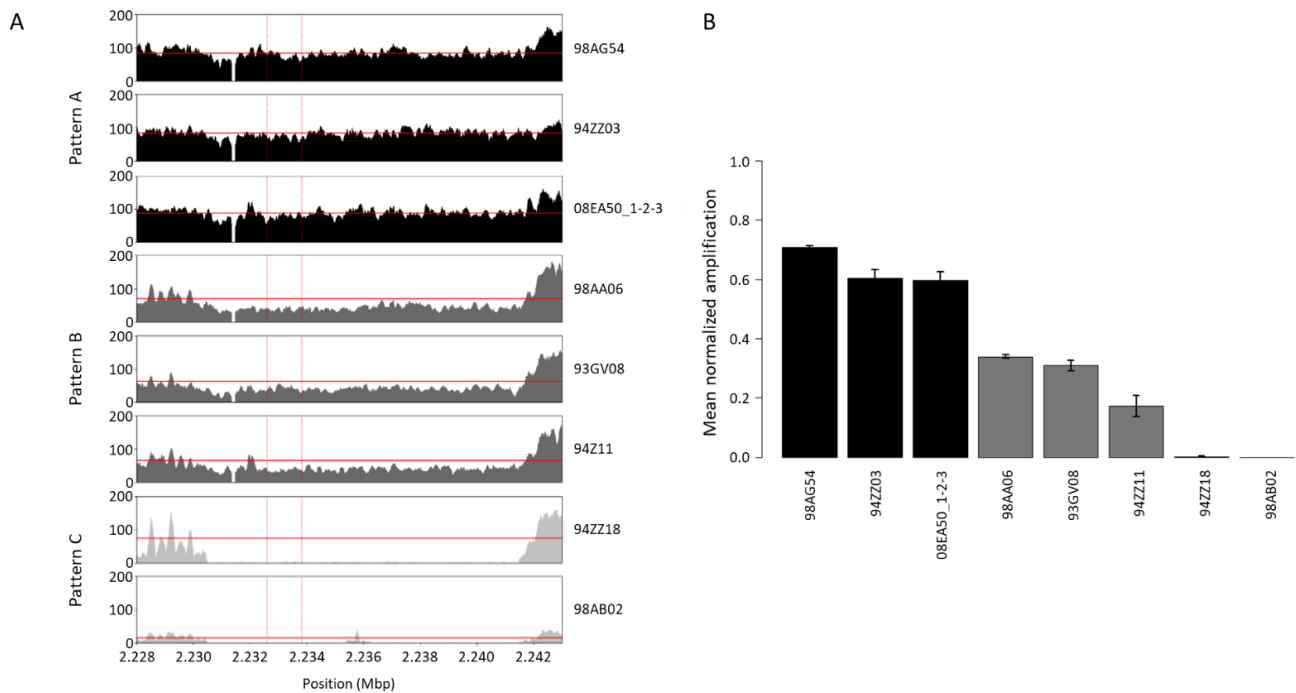 A
Pattern A
200
100
0
98AG54
200
100
0
94ZZ03
200
100
0
08EA50_1-2-3
Pattern B
200
100
0
98AA06
200
100
0
93GV08
200
100
0
94Z11
Pattern C
200
100
0
94ZZ18
200
100
0
98AB02
2.228 2.230 2.232 2.234 2.236 2.238 2.240 2.242
Position (Mbp)
B
Mean normalized amplification
1.0
0.8
0.6
0.4
0.2
0.0
98AG54
94ZZ03
08EA50_1-2-3
98AA06
93GV08
94ZZ11
94ZZ18
98AB02